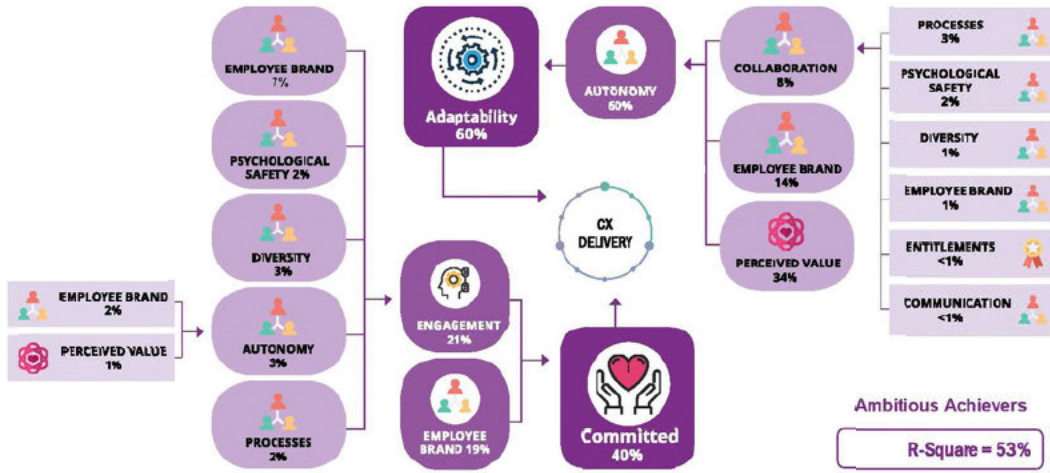 EMPLOYEE BRAND
7%
PSYCHOLOGICAL
SAFETY 2%
DIVERSITY
3%
EMPLOYEE BRAND
2%
PERCEIVED VALUE
1%
AUTONOMY
3%
PROCESSES
2%
Adaptability
60%
AUTONOMY
60%
CX
DELIVERY
ENGAGEMENT
21%
EMPLOYEE
BRAND 19%
Committed
40%
COLLABORATION
8%
EMPLOYEE BRAND
14%
PERCEIVED VALUE
34%
PROCESSES
3%
PSYCHOLOGICAL
SAFETY
2%
DIVERSITY
1%
EMPLOYEE BRAND
1%
ENTITLEMENTS
<1%
COMMUNICATION
<1%
Ambitious Achievers
R-Square = 53%